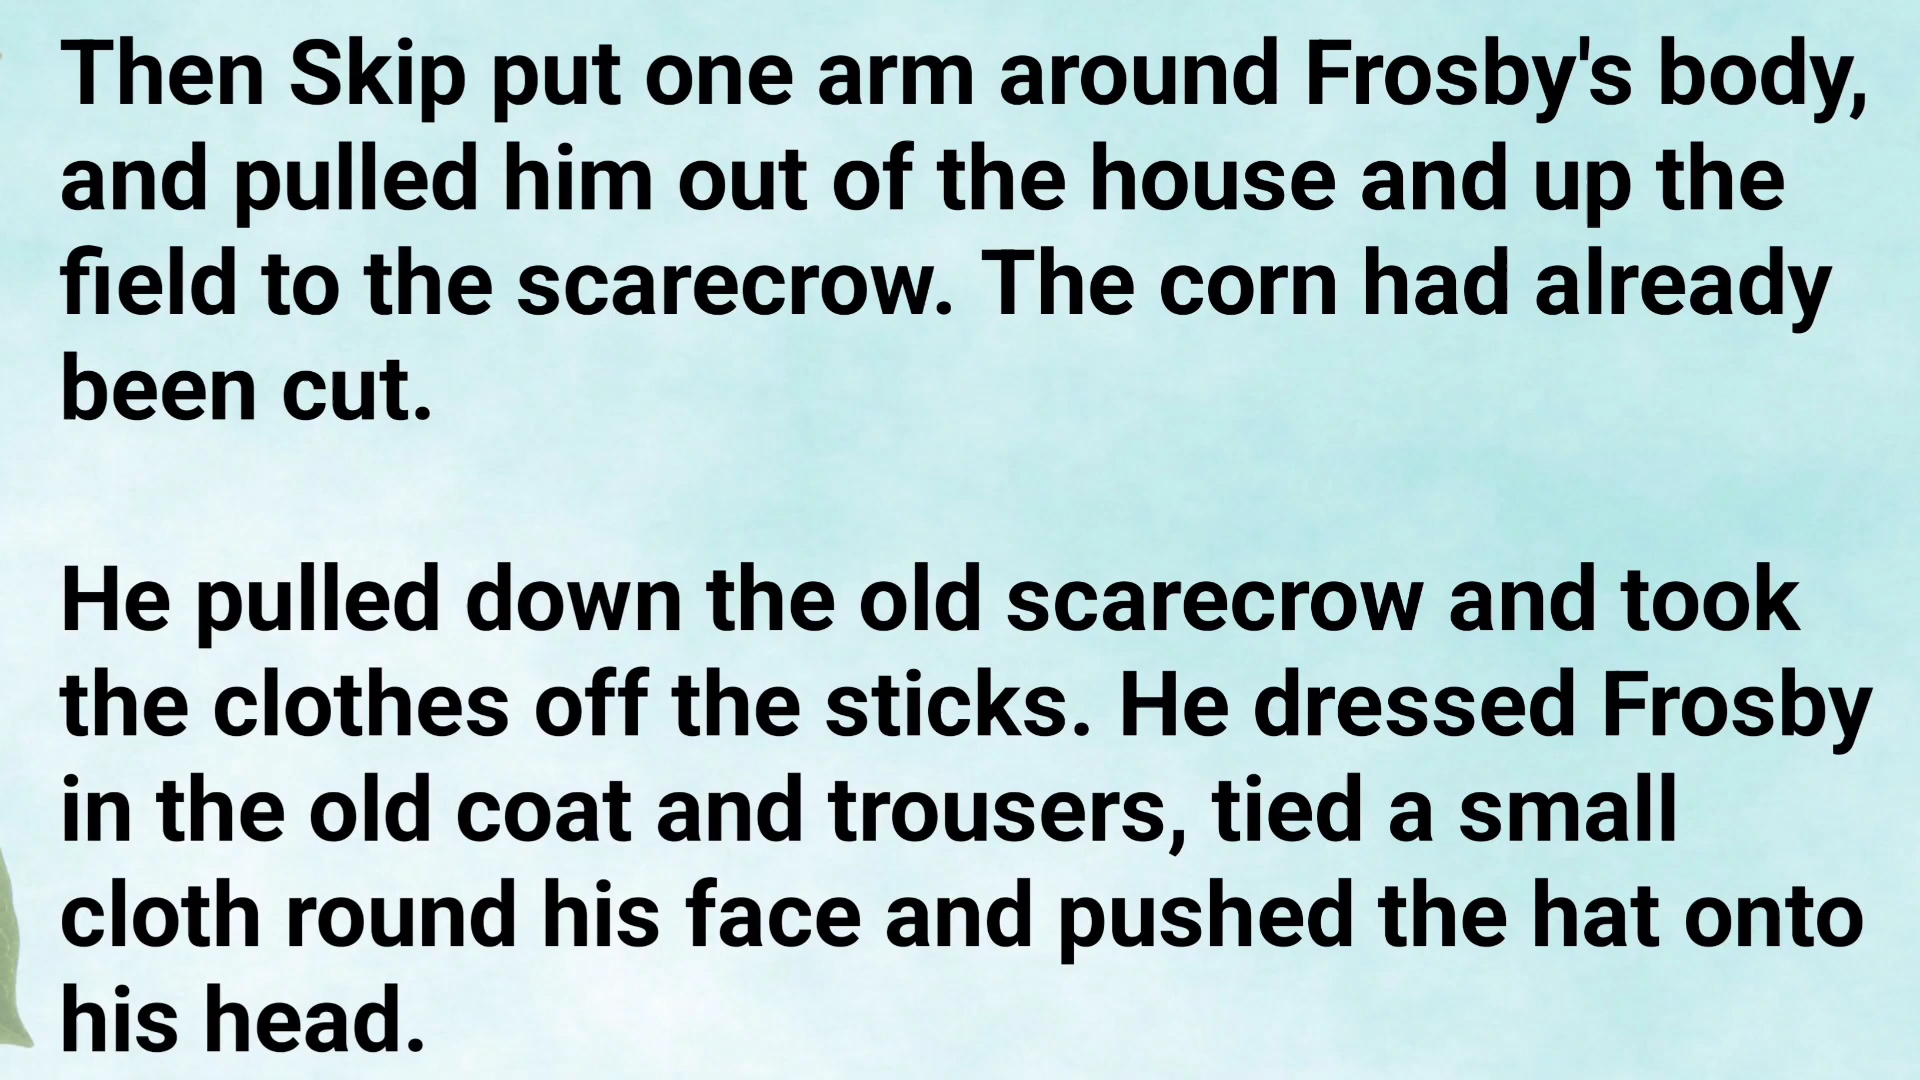 Then Skip put one arm around Frosby's body,
and pulled him out of the house and up the
field to the scarecrow. The corn had already
been cut.
He pulled down the old scarecrow and took
the clothes off the sticks. He dressed Frosby
in the old coat and trousers, tied a small
cloth round his face and pushed the hat onto
his head.